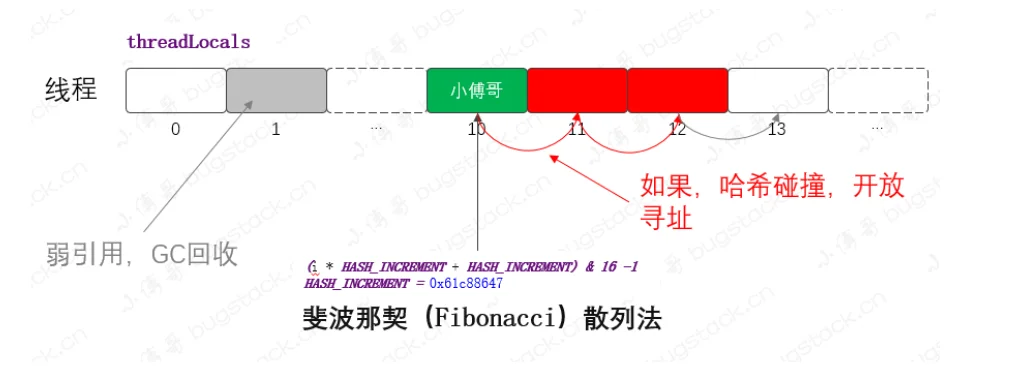 threadLocals
线程
小傅哥
0
1
...
10
11
12
13
...
如果，哈希碰撞，开放
寻址
弱引用，GC回收
(i * HASH_INCREMENT + HASH_INCREMENT) & 16 -1
HASH_INCREMENT = 0x61c88647
斐波那契（Fibonacci）散列法